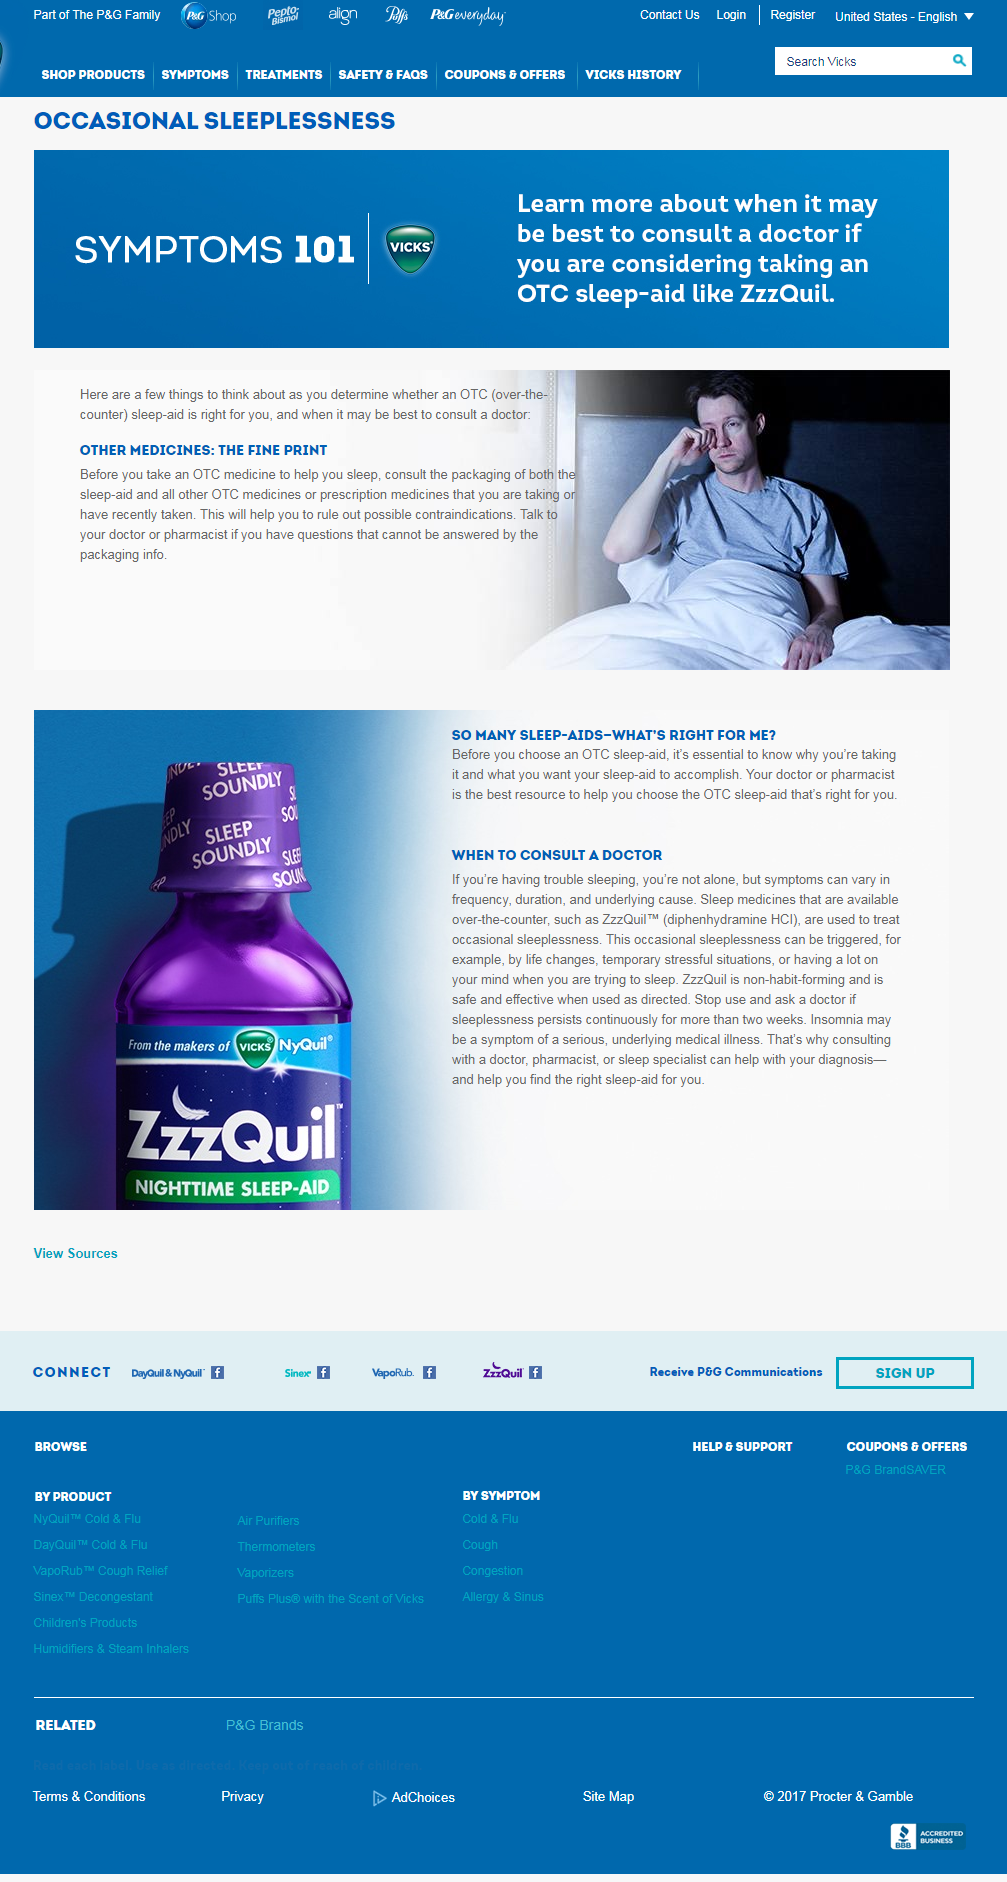 Part of The P&G Family
P&G Shop
Pepto Bismol
align
Puffs
P&G everyday
Contact Us
Login
Register
United States - English
SHOP PRODUCTS
SYMPTOMS
TREATMENTS
SAFETY & FAQS
COUPONS & OFFERS
VICKS HISTORY
Search Vicks
OCCASIONAL SLEEPLESSNESS
SYMPTOMS 101
VICKS
Learn more about when it may
be best to consult a doctor if
you are considering taking an
OTC sleep-aid like ZzzQuil.
Here are a few things to think about as you determine whether an OTC (over-the-
counter) sleep-aid is right for you, and when it may be best to consult a doctor:
OTHER MEDICINES: THE FINE PRINT
Before you take an OTC medicine to help you sleep, consult the packaging of both the
sleep-aid and all other OTC medicines or prescription medicines that you are taking or
have recently taken. This will help you to rule out possible contraindications. Talk to
your doctor or pharmacist if you have questions that cannot be answered by the
packaging info.
SLEEP
SOUNDLY
SLEEP
SOUNDLY
From the makers of VICKS NyQuil®
ZzzQuil™
NIGHTTIME SLEEP-AID
SO MANY SLEEP-AIDS—WHAT'S RIGHT FOR ME?
Before you choose an OTC sleep-aid, it's essential to know why you're taking
it and what you want your sleep-aid to accomplish. Your doctor or pharmacist
is the best resource to help you choose the OTC sleep-aid that's right for you.
WHEN TO CONSULT A DOCTOR
If you're having trouble sleeping, you're not alone, but symptoms can vary in
frequency, duration, and underlying cause. Sleep medicines that are available
over-the-counter, such as ZzzQuil™ (diphenhydramine HCI), are used to treat
occasional sleeplessness. This occasional sleeplessness can be triggered, for
example, by life changes, temporary stressful situations, or having a lot on
your mind when you are trying to sleep. ZzzQuil is non-habit-forming and is
safe and effective when used as directed. Stop use and ask a doctor if
sleeplessness persists continuously for more than two weeks. Insomnia may
be a symptom of a serious, underlying medical illness. That's why consulting
with a doctor, pharmacist, or sleep specialist can help with your diagnosis—
and help you find the right sleep-aid for you.
View Sources
CONNECT
DayQuil & NyQuil™
Sinex
VapoRub.
ZzzQuil
Receive P&G Communications
SIGN UP
BROWSE
HELP & SUPPORT
COUPONS & OFFERS
P&G BrandSAVER
BY PRODUCT
NyQuil™ Cold & Flu
DayQuil™ Cold & Flu
VapoRub™ Cough Relief
Sinex™ Decongestant
Children's Products
Humidifiers & Steam Inhalers
Air Purifiers
Thermometers
Vaporizers
Puffs Plus® with the Scent of Vicks
BY SYMPTOM
Cold & Flu
Cough
Congestion
Allergy & Sinus
RELATED
P&G Brands
Read each label. Use as directed. Keep out of reach of children.
Terms & Conditions
Privacy
AdChoices
Site Map
© 2017 Procter & Gamble
BBB
ACCREDITED
BUSINESS